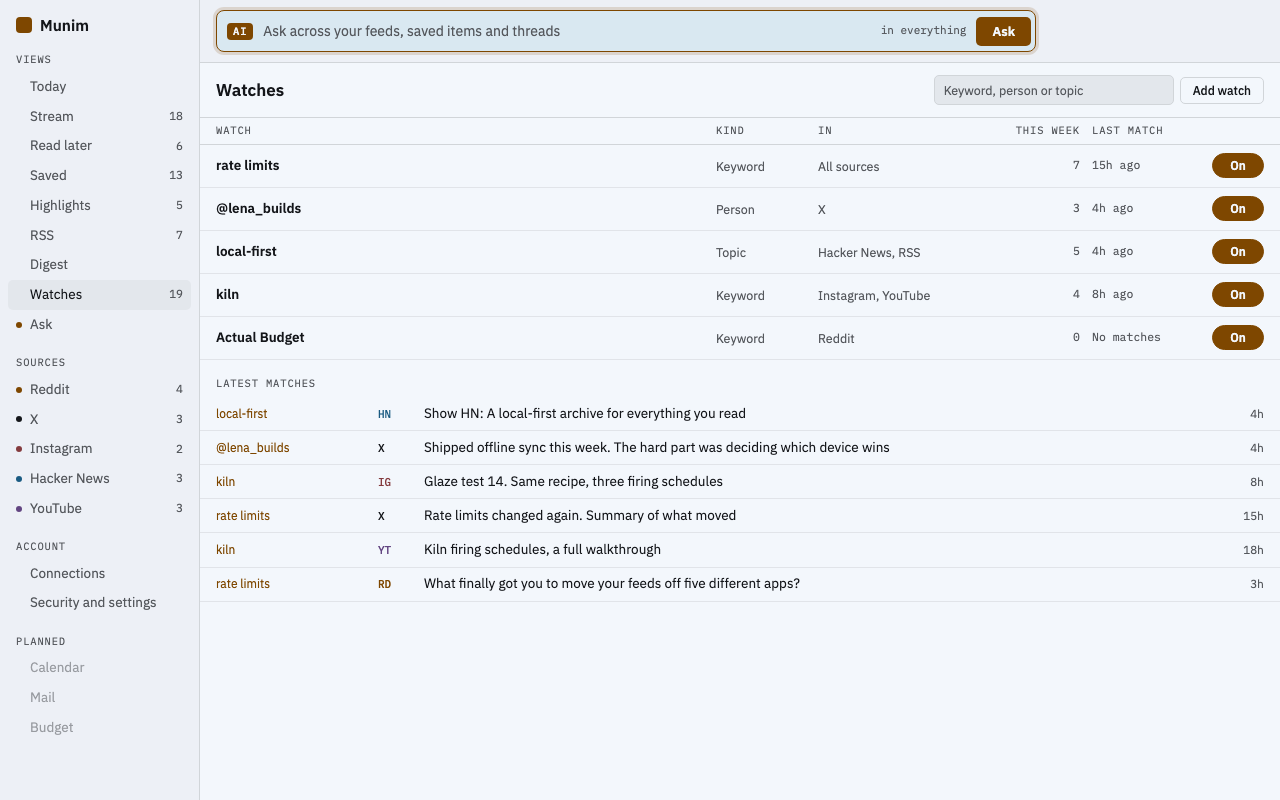 Munim
VIEWS
Today
Stream 18
Read later 6
Saved 13
Highlights 5
RSS 7
Digest
Watches 19
Ask
SOURCES
Reddit 4
X 3
Instagram 2
Hacker News 3
YouTube 3
ACCOUNT
Connections
Security and settings
PLANNED
Calendar
Mail
Budget
AI Ask across your feeds, saved items and threads in everything Ask
Watches Keyword, person or topic Add watch
WATCH KIND IN THIS WEEK LAST MATCH
rate limits Keyword All sources 7 15h ago On
@lena_builds Person X 3 4h ago On
local-first Topic Hacker News, RSS 5 4h ago On
kiln Keyword Instagram, YouTube 4 8h ago On
Actual Budget Keyword Reddit 0 No matches On
LATEST MATCHES
local-first HN Show HN: A local-first archive for everything you read 4h
@lena_builds X Shipped offline sync this week. The hard part was deciding which device wins 4h
kiln IG Glaze test 14. Same recipe, three firing schedules 8h
rate limits X Rate limits changed again. Summary of what moved 15h
kiln YT Kiln firing schedules, a full walkthrough 18h
rate limits RD What finally got you to move your feeds off five different apps? 3h